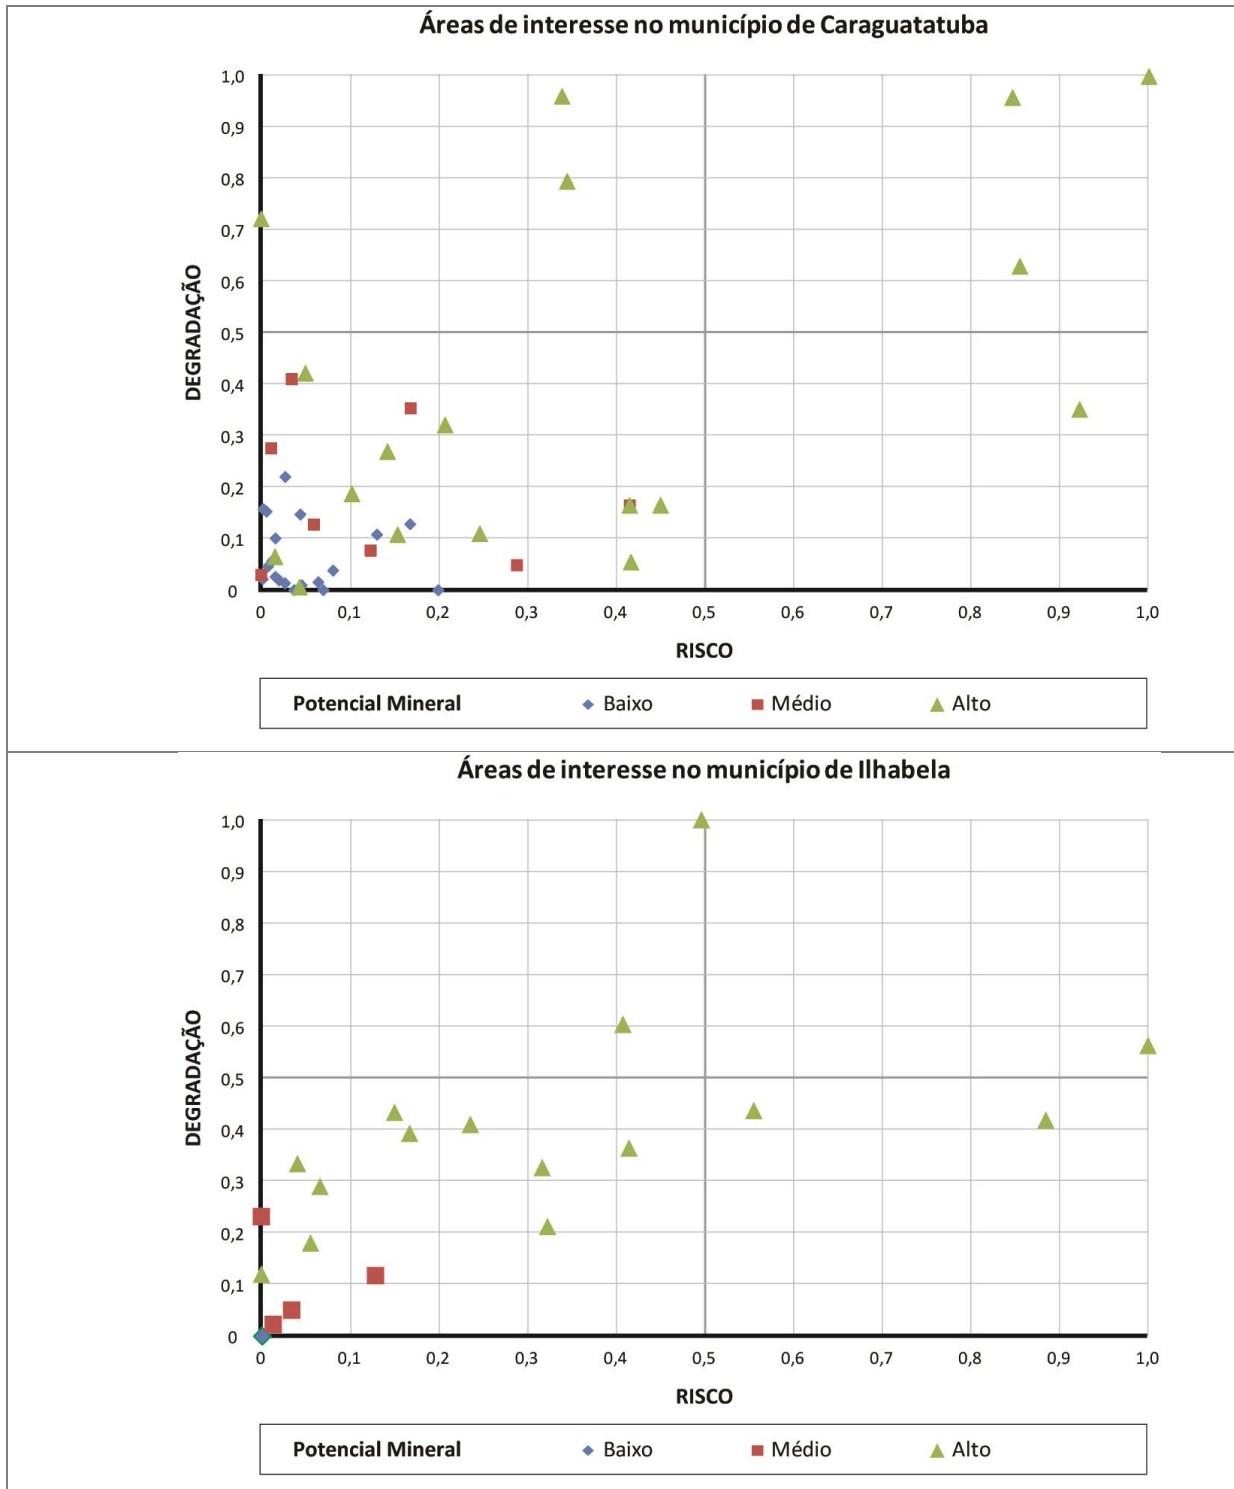 Áreas de interesse no município de Caraguatatuba
1,0
0,9
0,8
0,7
0,6
0,5
0,4
0,3
0,2
0,1
0
DEGRADAÇÃO
0 0,1 0,2 0,3 0,4 0,5 0,6 0,7 0,8 0,9 1,0
RISCO
Potencial Mineral Baixo Médio Alto
Áreas de interesse no município de Ilhabela
1,0
0,9
0,8
0,7
0,6
0,5
0,4
0,3
0,2
0,1
0
DEGRADAÇÃO
0 0,1 0,2 0,3 0,4 0,5 0,6 0,7 0,8 0,9 1,0
RISCO
Potencial Mineral Baixo Médio Alto